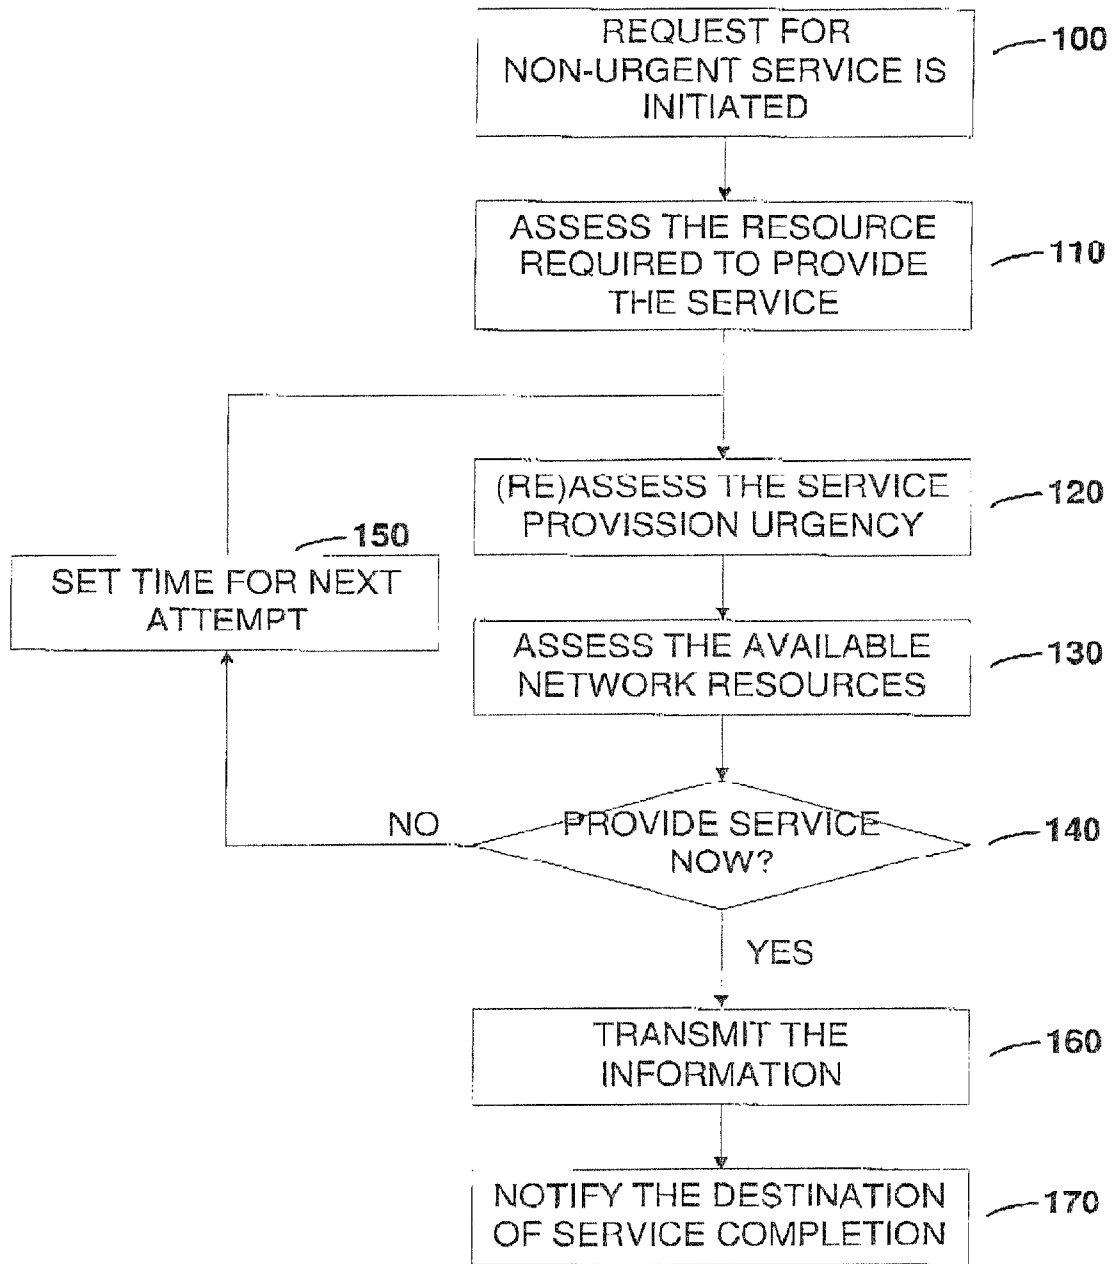 REQUEST FOR
NON-URGENT SERVICE IS
INITIATED
100
ASSESS THE RESOURCE
REQUIRED TO PROVIDE
THE SERVICE
110
(RE)ASSESS THE SERVICE
PROVISSION URGENCY
120
150
SET TIME FOR NEXT
ATTEMPT
ASSESS THE AVAILABLE
NETWORK RESOURCES
130
NO
PROVIDE SERVICE
NOW?
140
YES
TRANSMIT THE
INFORMATION
160
NOTIFY THE DESTINATION
OF SERVICE COMPLETION
170